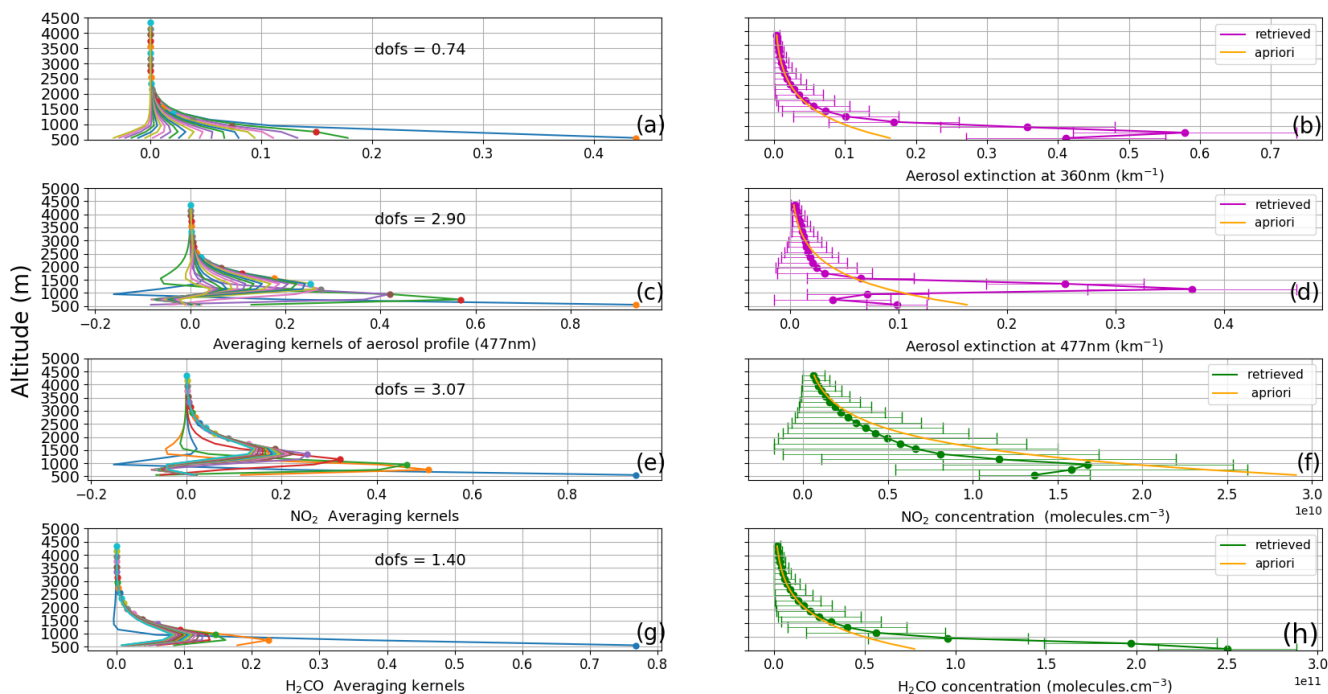 Altitude (m)
4500
4000
3500
3000
2500
2000
1500
1000
500
dofs = 0.74
(a)
0.0 0.1 0.2 0.3 0.4
retrieved
apriori
(b)
0.0 0.1 0.2 0.3 0.4 0.5 0.6 0.7
Aerosol extinction at 360nm (km⁻¹)
5000
4500
4000
3500
3000
2500
2000
1500
1000
500
dofs = 2.90
(c)
−0.2 0.0 0.2 0.4 0.6 0.8
Averaging kernels of aerosol profile (477nm)
retrieved
apriori
(d)
0.0 0.1 0.2 0.3 0.4
Aerosol extinction at 477nm (km⁻¹)
5000
4500
4000
3500
3000
2500
2000
1500
1000
500
dofs = 3.07
(e)
−0.2 0.0 0.2 0.4 0.6 0.8
NO₂ Averaging kernels
retrieved
apriori
(f)
0.0 0.5 1.0 1.5 2.0 2.5 3.0
1e10
NO₂ concentration (molecules.cm⁻³)
5000
4500
4000
3500
3000
2500
2000
1500
1000
500
dofs = 1.40
(g)
0.0 0.1 0.2 0.3 0.4 0.5 0.6 0.7 0.8
H₂CO Averaging kernels
retrieved
apriori
(h)
0.0 0.5 1.0 1.5 2.0 2.5 3.0
1e11
H₂CO concentration (molecules.cm⁻³)